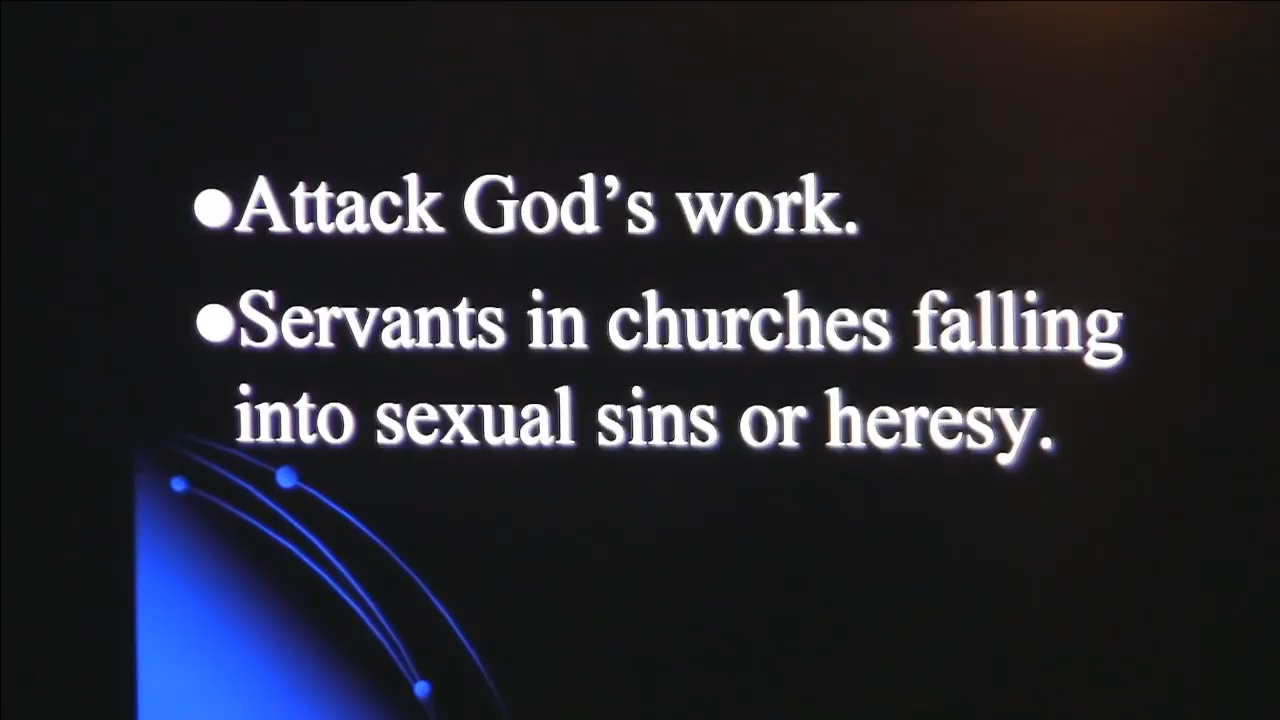 ●Attack God’s work.
●Servants in churches falling
into sexual sins or heresy.